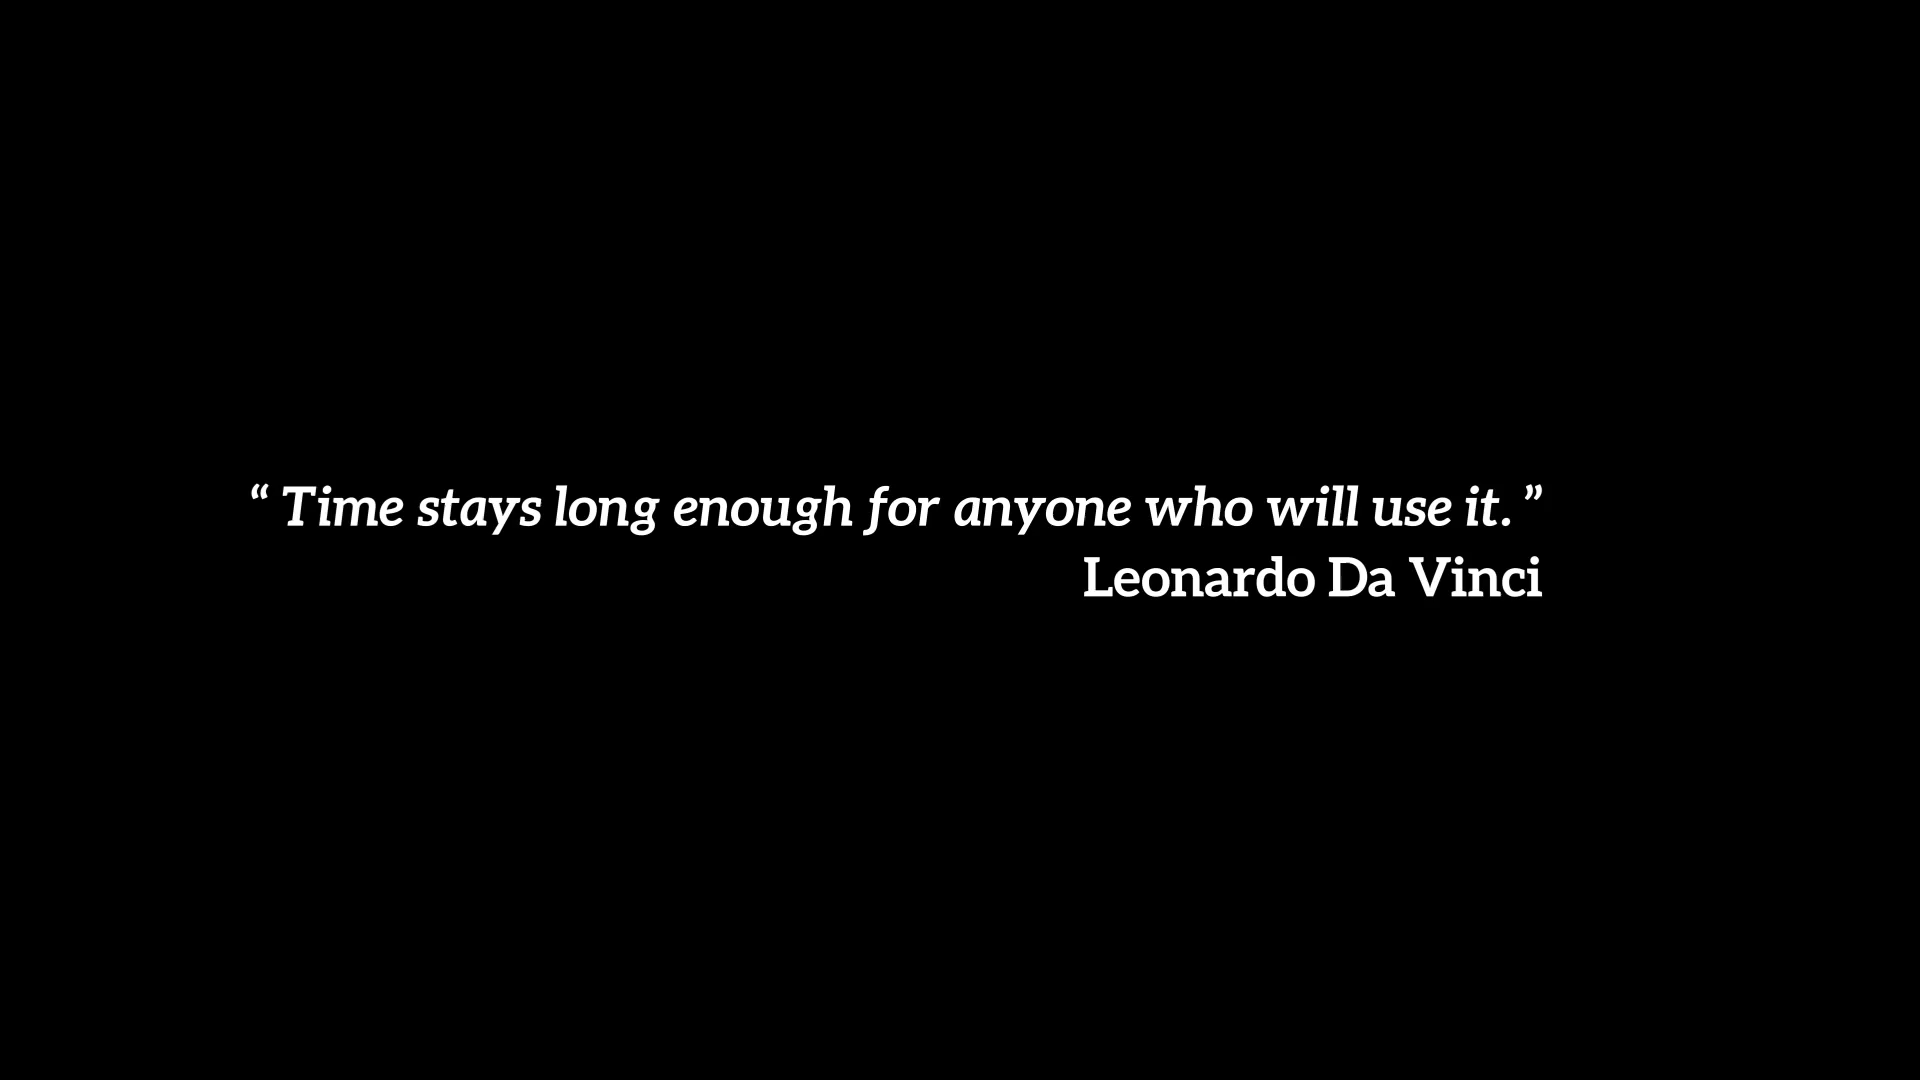 “ Time stays long enough for anyone who will use it. ”
Leonardo Da Vinci